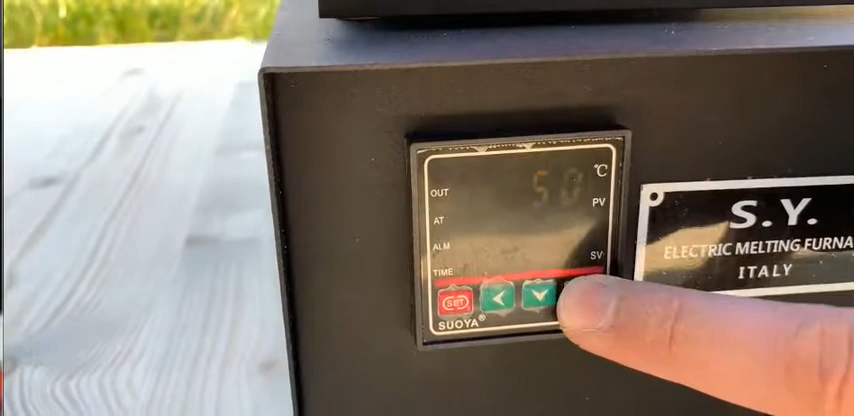 ℃
OUT
50
PV
AT
ALM
SV
TIME
SET
SUOYA®
S.Y.
ELECTRIC MELTING FURNA
ITALY